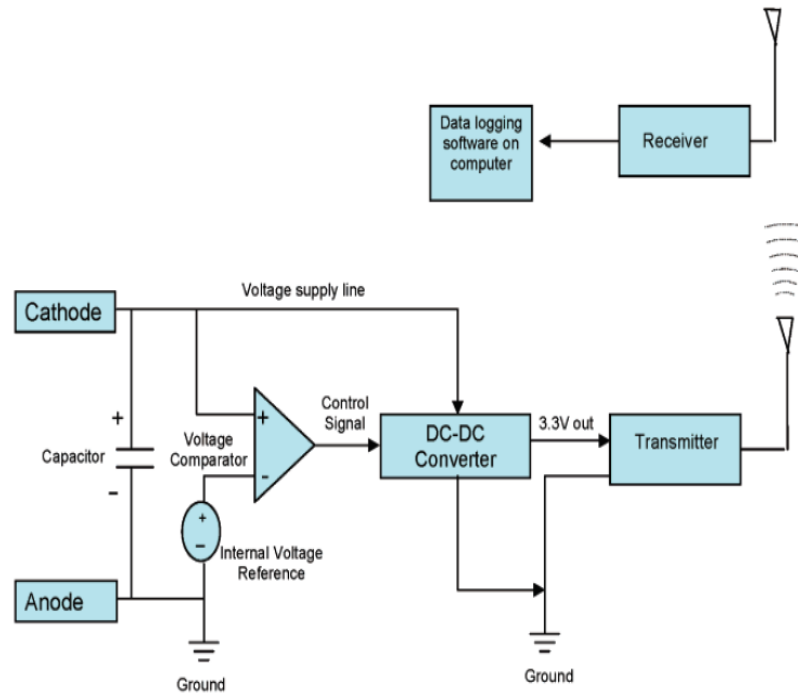 Data logging
software on
computer
Receiver
Voltage supply line
Cathode
+
Capacitor
-
Voltage
Comparator
+
-
Control
Signal
DC-DC
Converter
3.3V out
Transmitter
+
-
Internal Voltage
Reference
Anode
Ground
Ground